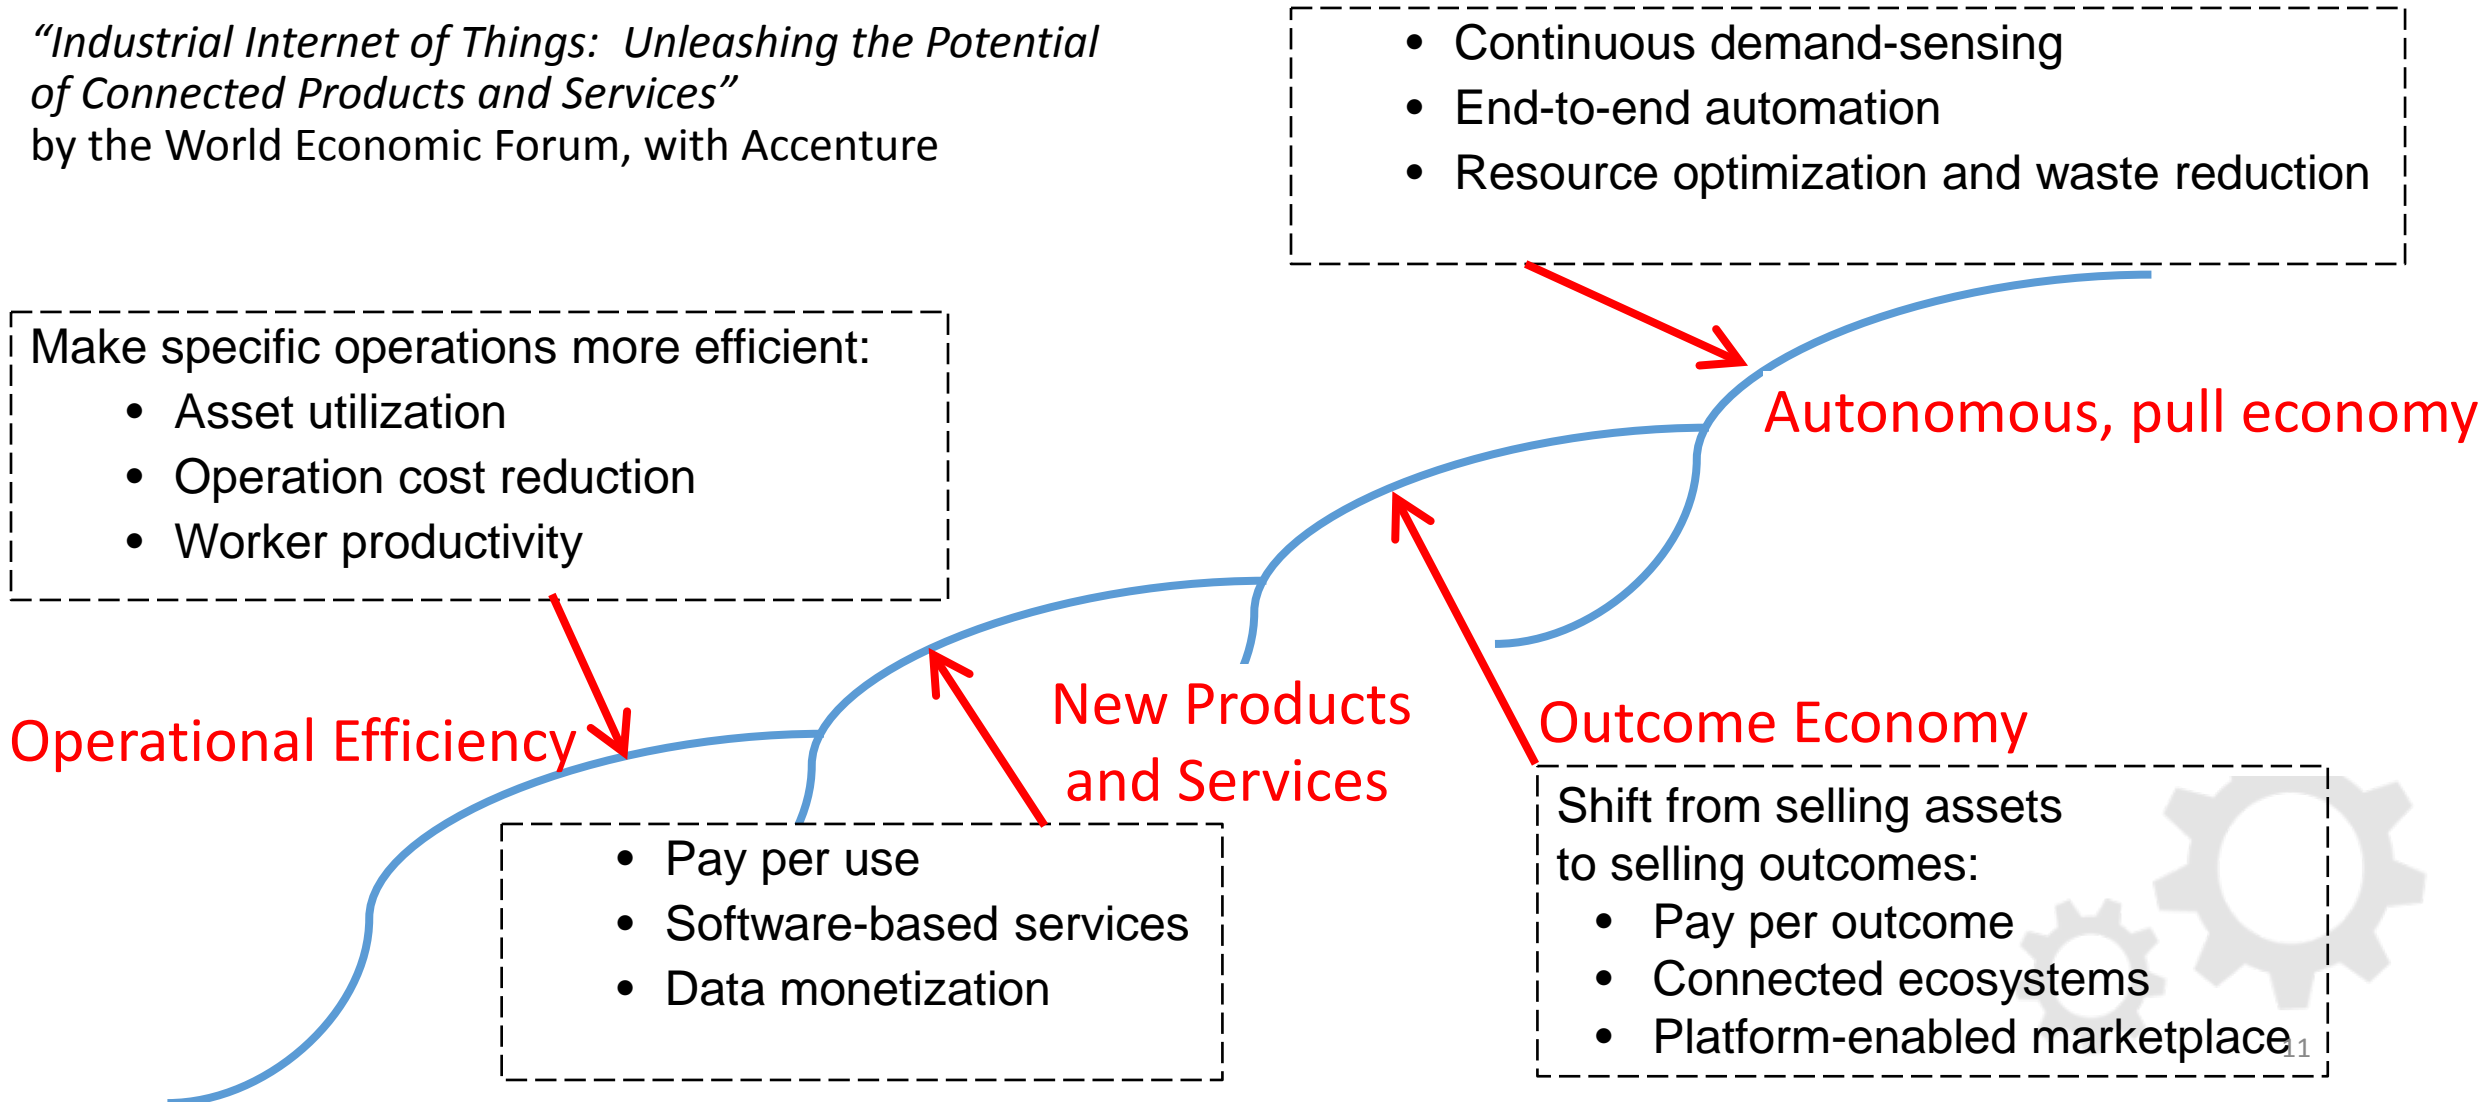 “Industrial Internet of Things:  Unleashing the Potential
of Connected Products and Services”
by the World Economic Forum, with Accenture
• Continuous demand-sensing
• End-to-end automation
• Resource optimization and waste reduction
Make specific operations more efficient:
• Asset utilization
• Operation cost reduction
• Worker productivity
Autonomous, pull economy
Operational Efficiency
New Products
and Services
Outcome Economy
• Pay per use
• Software-based services
• Data monetization
Shift from selling assets
to selling outcomes:
• Pay per outcome
• Connected ecosystems
• Platform-enabled marketplace
11